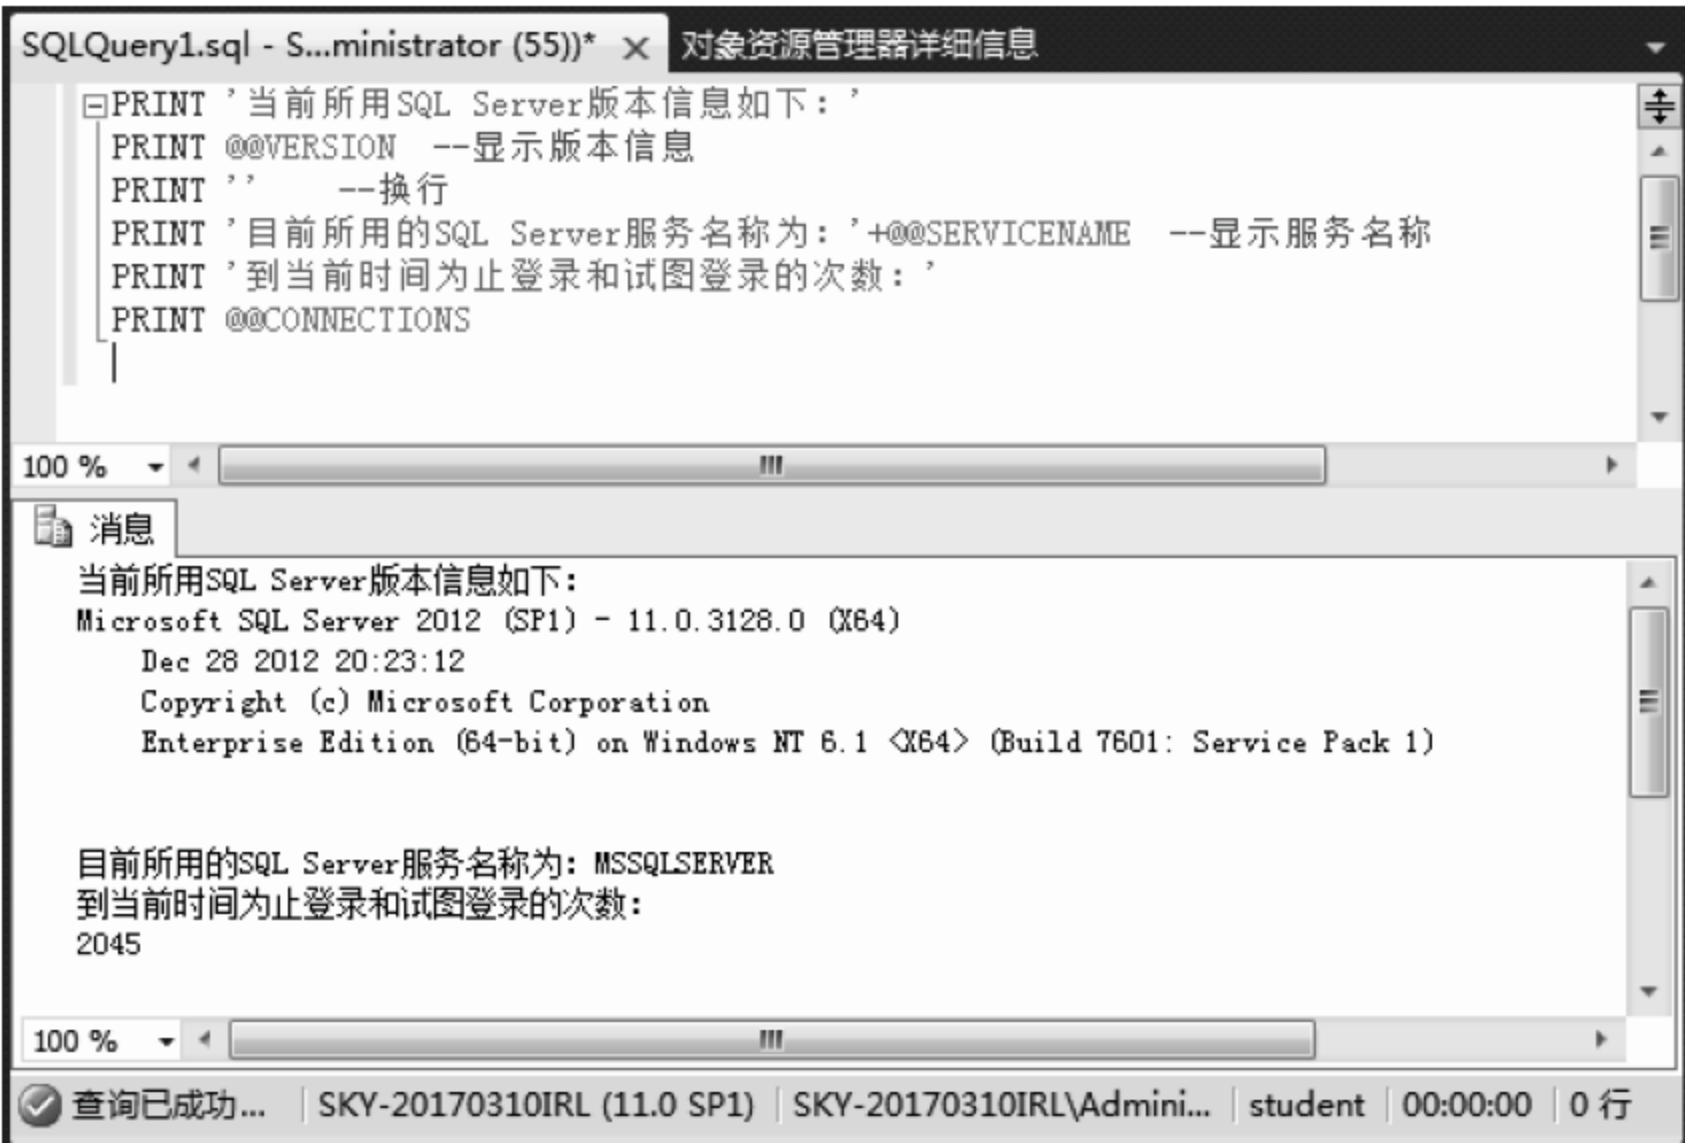 SQLQuery1.sql - S...ministrator (55))* × 对象资源管理器详细信息
PRINT '当前所用SQL Server版本信息如下：'
PRINT @@VERSION --显示版本信息
PRINT '' --换行
PRINT '目前所用的SQL Server服务名称为：'+@@SERVICENAME --显示服务名称
PRINT '到当前时间为止登录和试图登录的次数：'
PRINT @@CONNECTIONS
100 %
消息
当前所用SQL Server版本信息如下：
Microsoft SQL Server 2012 (SP1) - 11.0.3128.0 (X64)
Dec 28 2012 20:23:12
Copyright (c) Microsoft Corporation
Enterprise Edition (64-bit) on Windows NT 6.1 <X64> (Build 7601: Service Pack 1)
目前所用的SQL Server服务名称为：MSSQLSERVER
到当前时间为止登录和试图登录的次数：
2045
100 %
查询已成功... SKY-20170310IRL (11.0 SP1) SKY-20170310IRL\Admini... student 00:00:00 0 行